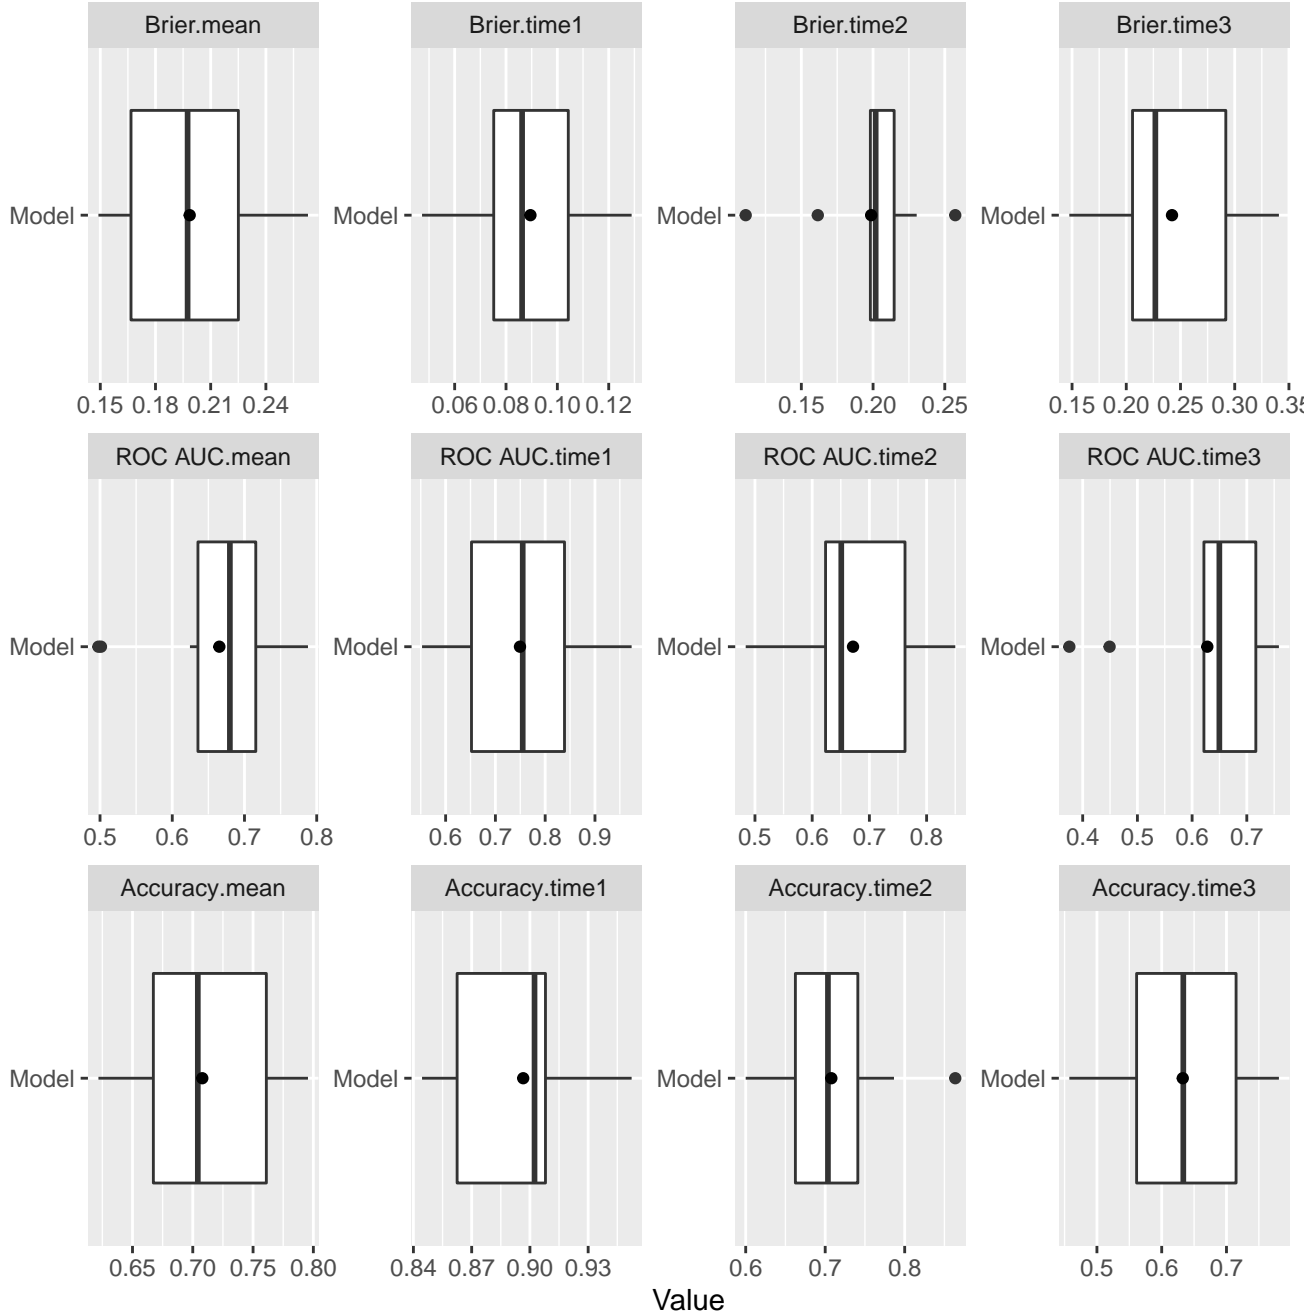 Brier.mean Brier.time1 Brier.time2 Brier.time3
Model Model Model Model
0.15 0.18 0.21 0.24 0.06 0.08 0.10 0.12 0.15 0.20 0.25 0.15 0.20 0.25 0.30 0.35
ROC AUC.mean ROC AUC.time1 ROC AUC.time2 ROC AUC.time3
Model Model Model Model
0.5 0.6 0.7 0.8 0.6 0.7 0.8 0.9 0.5 0.6 0.7 0.8 0.4 0.5 0.6 0.7
Accuracy.mean Accuracy.time1 Accuracy.time2 Accuracy.time3
Model Model Model Model
0.65 0.70 0.75 0.80 0.84 0.87 0.90 0.93 0.6 0.7 0.8 0.5 0.6 0.7
Value